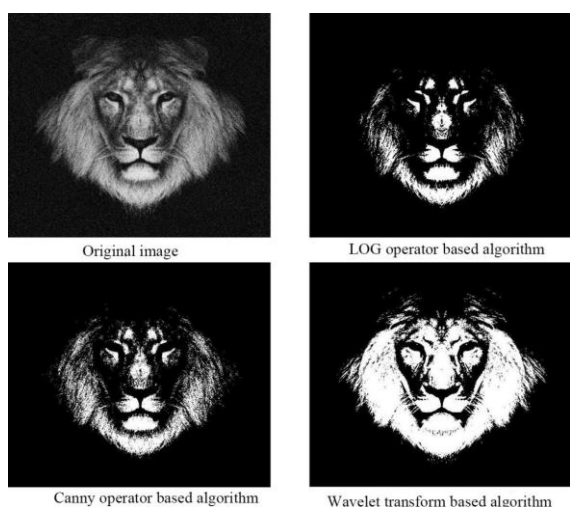 Original image
LOG operator based algorithm
Canny operator based algorithm
Wavelet transform based algorithm